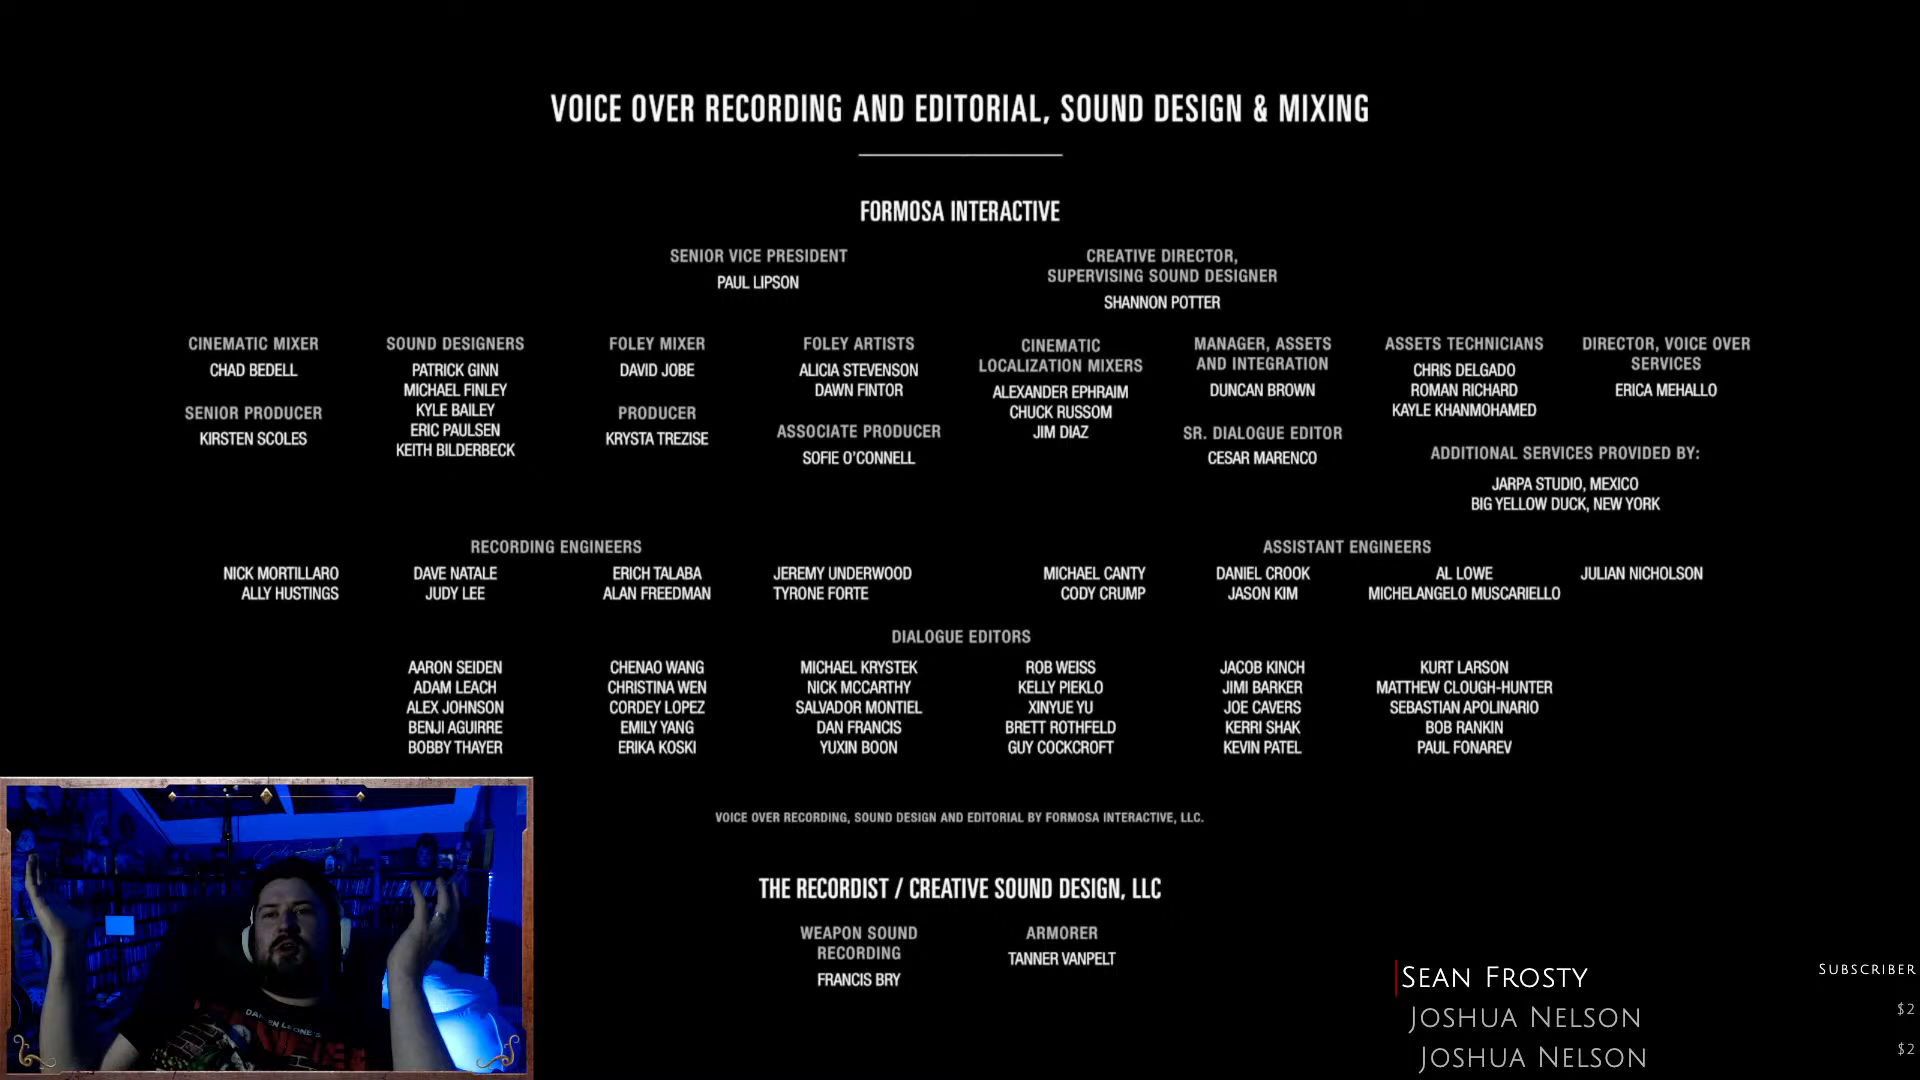 VOICE OVER RECORDING AND EDITORIAL, SOUND DESIGN & MIXING
FORMOSA INTERACTIVE
SENIOR VICE PRESIDENT
PAUL LIPSON
CREATIVE DIRECTOR,
SUPERVISING SOUND DESIGNER
SHANNON POTTER
CINEMATIC MIXER
CHAD BEDELL
SENIOR PRODUCER
KIRSTEN SCOLES
SOUND DESIGNERS
PATRICK GINN
MICHAEL FINLEY
KYLE BAILEY
ERIC PAULSEN
KEITH BILDERBECK
FOLEY MIXER
DAVID JOBE
PRODUCER
KRYSTA TREZISE
FOLEY ARTISTS
ALICIA STEVENSON
DAWN FINTOR
ASSOCIATE PRODUCER
SOFIE O'CONNELL
CINEMATIC
LOCALIZATION MIXERS
ALEXANDER EPHRAIM
CHUCK RUSSOM
JIM DIAZ
MANAGER, ASSETS
AND INTEGRATION
DUNCAN BROWN
SR. DIALOGUE EDITOR
CESAR MARENCO
ASSETS TECHNICIANS
CHRIS DELGADO
ROMAN RICHARD
KAYLE KHANMOHAMED
DIRECTOR, VOICE OVER
SERVICES
ERICA MEHALLO
ADDITIONAL SERVICES PROVIDED BY:
JARPA STUDIO, MEXICO
BIG YELLOW DUCK, NEW YORK
RECORDING ENGINEERS
NICK MORTILLARO
ALLY HUSTINGS
DAVE NATALE
JUDY LEE
ERICH TALABA
ALAN FREEDMAN
JEREMY UNDERWOOD
TYRONE FORTE
ASSISTANT ENGINEERS
MICHAEL CANTY
CODY CRUMP
DANIEL CROOK
JASON KIM
AL LOWE
MICHELANGELO MUSCARIELLO
JULIAN NICHOLSON
DIALOGUE EDITORS
AARON SEIDEN
ADAM LEACH
ALEX JOHNSON
BENJI AGUIRRE
BOBBY THAYER
CHENAO WANG
CHRISTINA WEN
CORDEY LOPEZ
EMILY YANG
ERIKA KOSKI
MICHAEL KRYSTEK
NICK MCCARTHY
SALVADOR MONTIEL
DAN FRANCIS
YUXIN BOON
ROB WEISS
KELLY PIEKLO
XINYUE YU
BRETT ROTHFELD
GUY COCKCROFT
JACOB KINCH
JIMI BARKER
JOE CAVERS
KERRI SHAK
KEVIN PATEL
KURT LARSON
MATTHEW CLOUGH-HUNTER
SEBASTIAN APOLINARIO
BOB RANKIN
PAUL FONAREV
VOICE OVER RECORDING, SOUND DESIGN AND EDITORIAL BY FORMOSA INTERACTIVE, LLC.
THE RECORDIST / CREATIVE SOUND DESIGN, LLC
WEAPON SOUND
RECORDING
FRANCIS BRY
ARMORER
TANNER VANPELT
SEAN FROSTY SUBSCRIBER
JOSHUA NELSON $2
JOSHUA NELSON $2